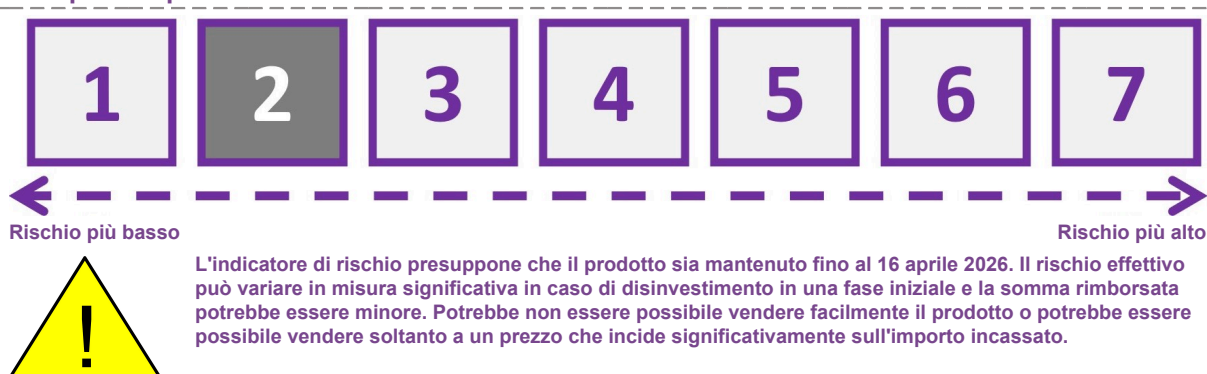 1 2 3 4 5 6 7
Rischio più basso Rischio più alto
L'indicatore di rischio presuppone che il prodotto sia mantenuto fino al 16 aprile 2026. Il rischio effettivo
può variare in misura significativa in caso di disinvestimento in una fase iniziale e la somma rimborsata
potrebbe essere minore. Potrebbe non essere possibile vendere facilmente il prodotto o potrebbe essere
possibile vendere soltanto a un prezzo che incide significativamente sull'importo incassato.
!